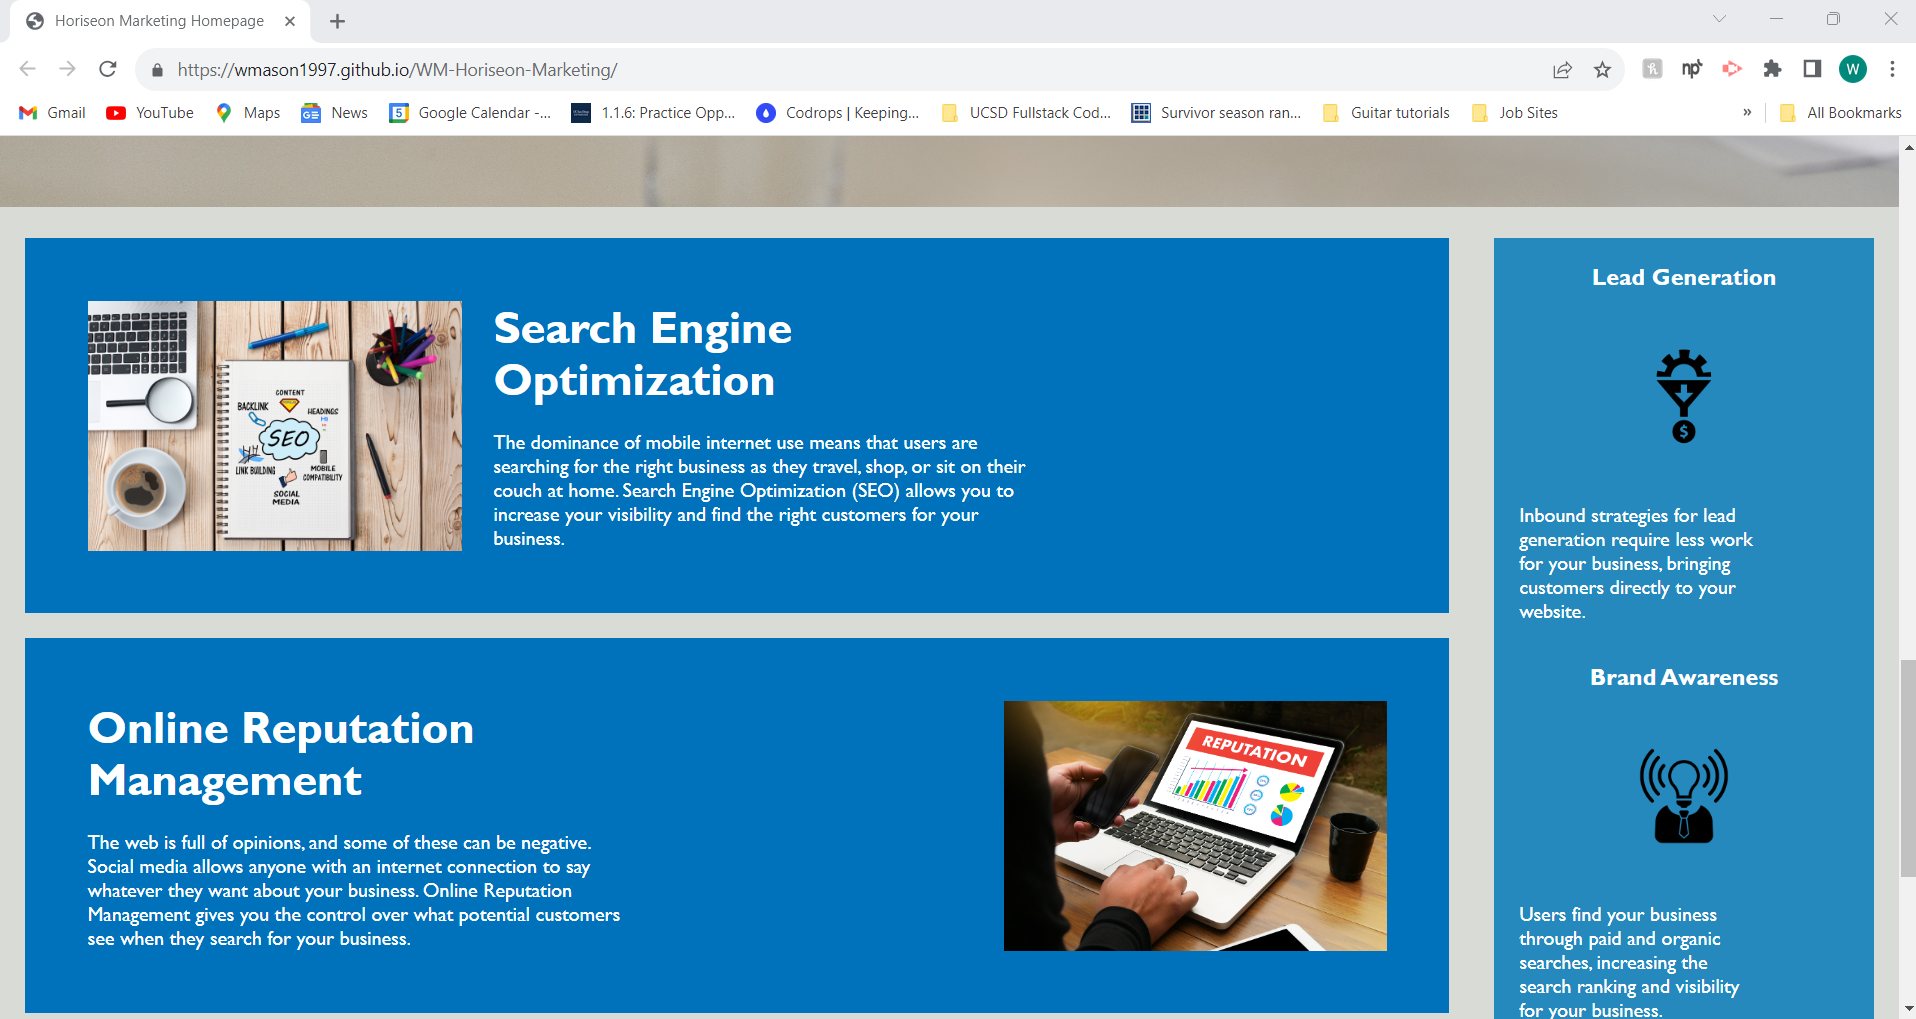 Horiseon Marketing Homepage
https://wmason1997.github.io/WM-Horiseon-Marketing/
W
Gmail
YouTube
Maps
News
5
Google Calendar -...
1.1.6: Practice Opp...
Codrops | Keeping...
UCSD Fullstack Cod...
Survivor season ran...
Guitar tutorials
Job Sites
»
All Bookmarks
CONTENT
BACKLINK
HEADINGS
SEO
LINK BUILDING
MOBILE
COMPATIBILITY
SOCIAL
MEDIA
Search Engine
Optimization
The dominance of mobile internet use means that users are
searching for the right business as they travel, shop, or sit on their
couch at home. Search Engine Optimization (SEO) allows you to
increase your visibility and find the right customers for your
business.
Online Reputation
Management
The web is full of opinions, and some of these can be negative.
Social media allows anyone with an internet connection to say
whatever they want about your business. Online Reputation
Management gives you the control over what potential customers
see when they search for your business.
REPUTATION
Lead Generation
$
Inbound strategies for lead
generation require less work
for your business, bringing
customers directly to your
website.
Brand Awareness
Users find your business
through paid and organic
searches, increasing the
search ranking and visibility
for your business.